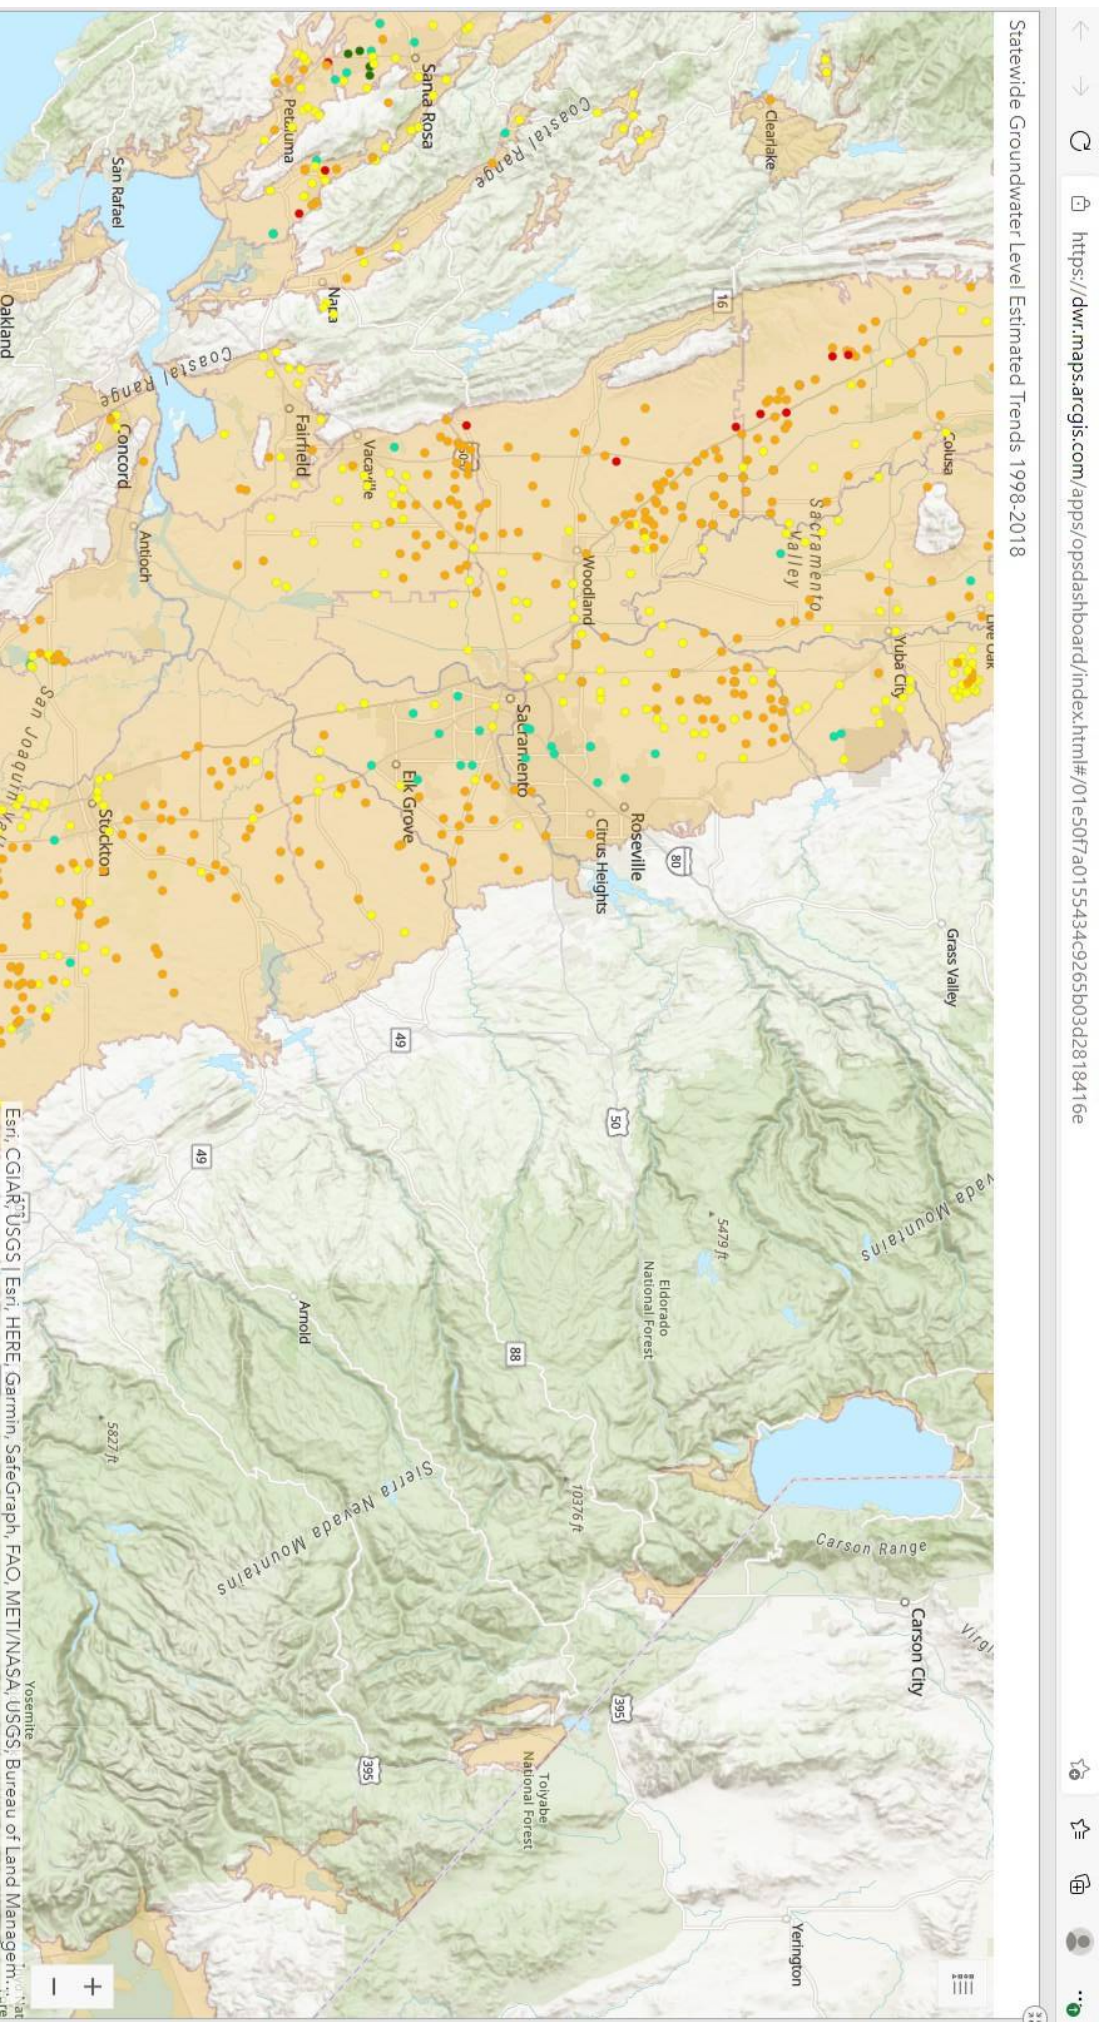 https://dwr.maps.arcgis.com/apps/opsdashboard/index.html#/01e50f7a0155434c9265b03d2818416e
Statewide Groundwater Level Estimated Trends 1998-2018
Colusa
Live Oak
Yuba City
Grass Valley
vada Mountains
Carson City
Virgi
Carson Range
Clearlake
16
Sacramento
Valley
Yerington
80
5479 ft
Eldorado
National Forest
Roseville
Citrus Heights
50
395
Woodland
Coastal Range
10376 ft
Toiyabe
National Forest
Sacramento
88
505
Santa Rosa
Elk Grove
49
Sierra Nevada Mountains
395
Vacaville
Napa
Fairfield
Arnold
Petaluma
Coastal Range
49
Antioch
San Rafael
Concord
Stockton
5827 ft
San Joaquin
Oakland
Yosemite
Esri, CGIAR, USGS | Esri, HERE, Garmin, SafeGraph, FAO, METI/NASA, USGS, Bureau of Land Managem...
+
−